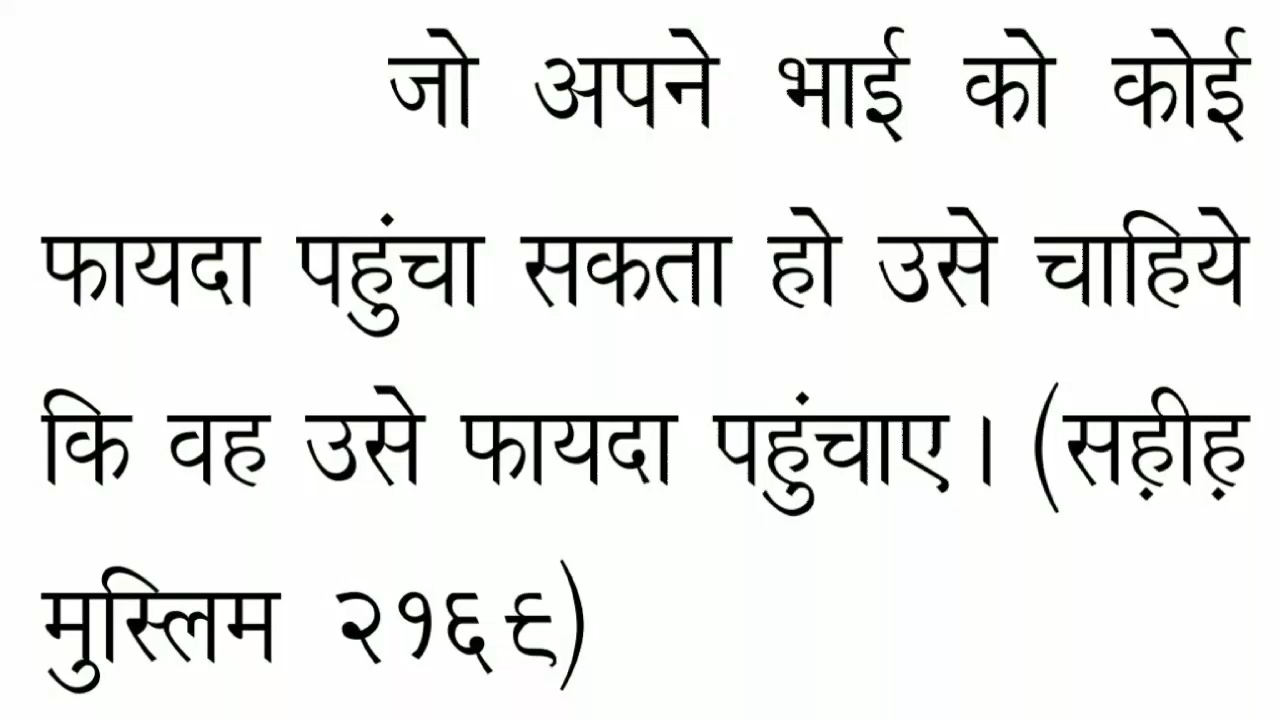 जो अपने भाई को कोई
फायदा पहुंचा सकता हो उसे चाहिये
कि वह उसे फायदा पहुंचाए। (सह़ीह़
मुस्लिम २१६९)